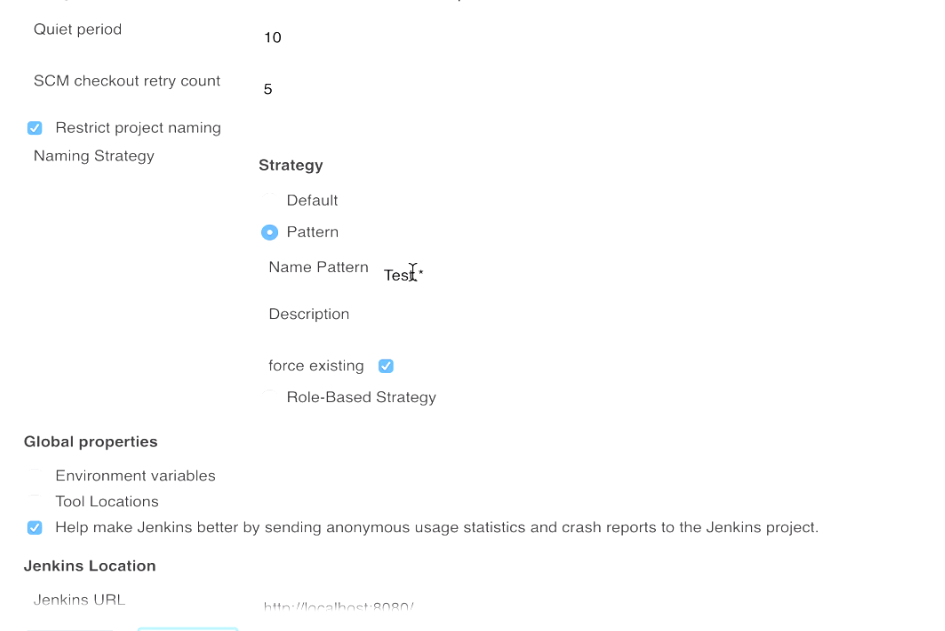 Quiet period
10
SCM checkout retry count
5
Restrict project naming
Naming Strategy
Strategy
Default
Pattern
Name Pattern
Test.*
Description
force existing
Role-Based Strategy
Global properties
Environment variables
Tool Locations
Help make Jenkins better by sending anonymous usage statistics and crash reports to the Jenkins project.
Jenkins Location
Jenkins URL
http://localhost:8080/